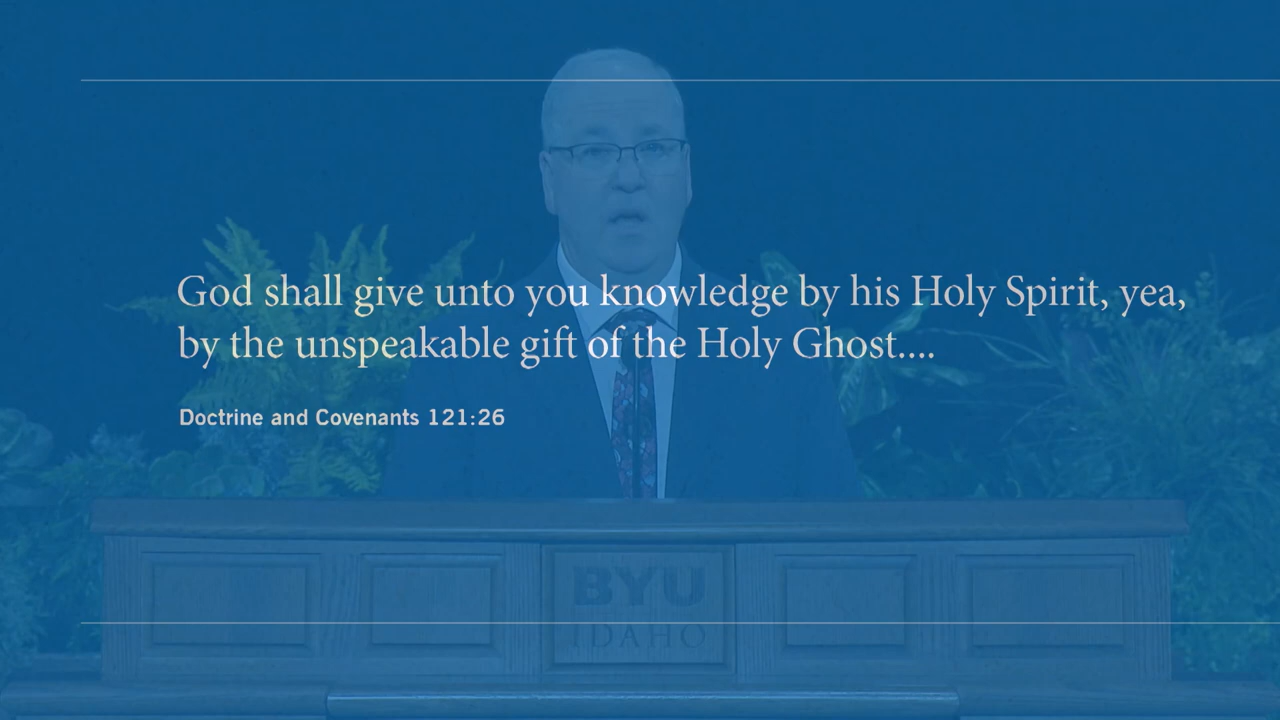 God shall give unto you knowledge by his Holy Spirit, yea,
by the unspeakable gift of the Holy Ghost....
Doctrine and Covenants 121:26
BYU
IDAHO